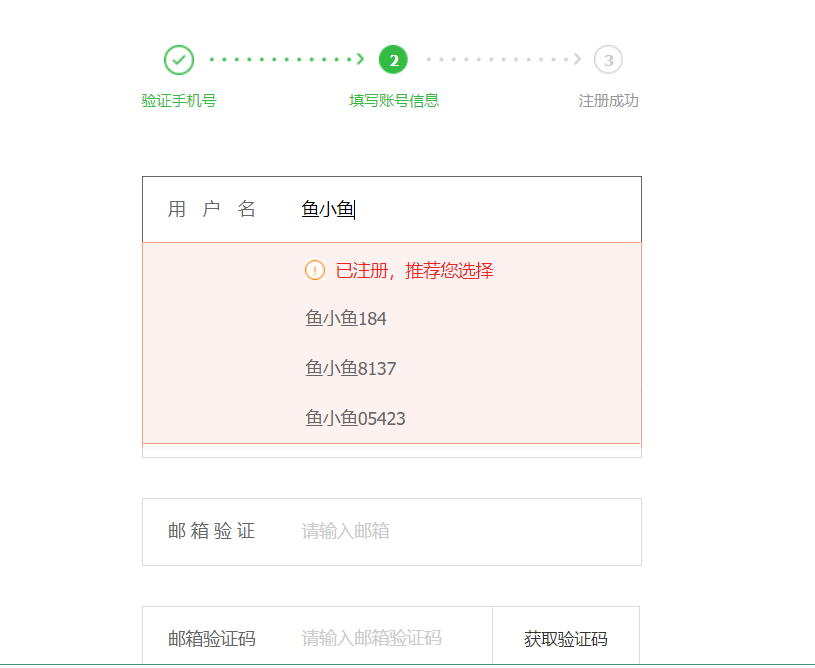 2 3
验证手机号 填写账号信息 注册成功
用 户 名 鱼小鱼
已注册，推荐您选择
鱼小鱼184
鱼小鱼8137
鱼小鱼05423
邮 箱 验 证 请输入邮箱
邮箱验证码 请输入邮箱验证码 获取验证码